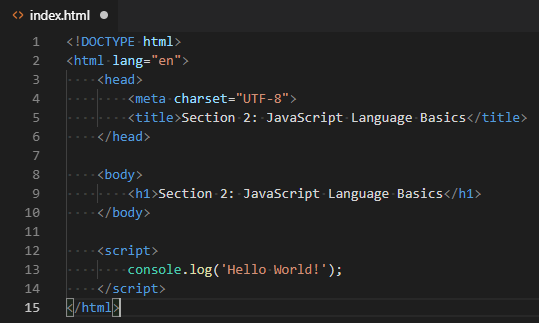 index.html
1 <!DOCTYPE html>
2 <html lang="en">
3     <head>
4         <meta charset="UTF-8">
5         <title>Section 2: JavaScript Language Basics</title>
6     </head>
7
8     <body>
9         <h1>Section 2: JavaScript Language Basics</h1>
10     </body>
11
12     <script>
13         console.log('Hello World!');
14     </script>
15 </html>